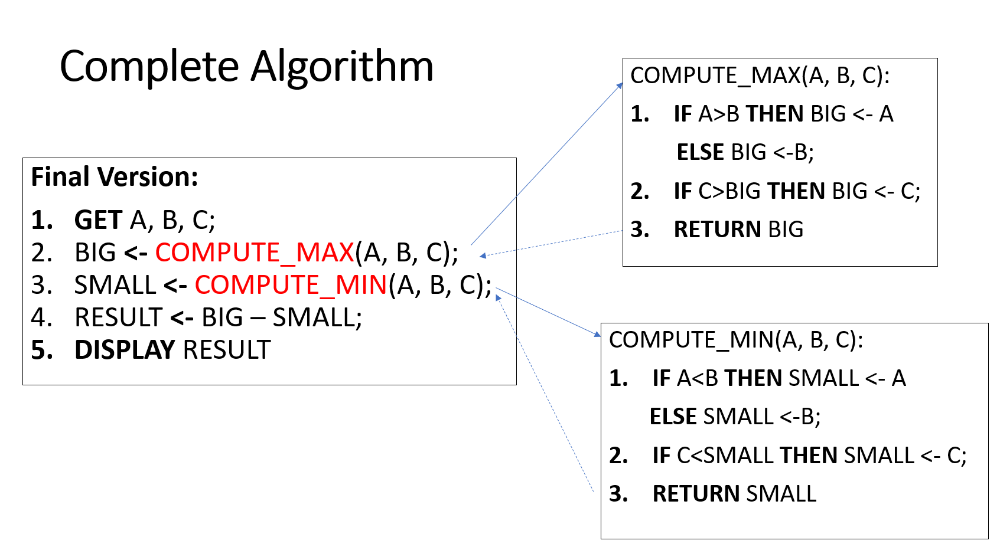 Complete Algorithm
Final Version:
1. GET A, B, C;
2. BIG <- COMPUTE_MAX(A, B, C);
3. SMALL <- COMPUTE_MIN(A, B, C);
4. RESULT <- BIG – SMALL;
5. DISPLAY RESULT
COMPUTE_MAX(A, B, C):
1. IF A>B THEN BIG <- A
ELSE BIG <-B;
2. IF C>BIG THEN BIG <- C;
3. RETURN BIG
COMPUTE_MIN(A, B, C):
1. IF A<B THEN SMALL <- A
ELSE SMALL <-B;
2. IF C<SMALL THEN SMALL <- C;
3. RETURN SMALL